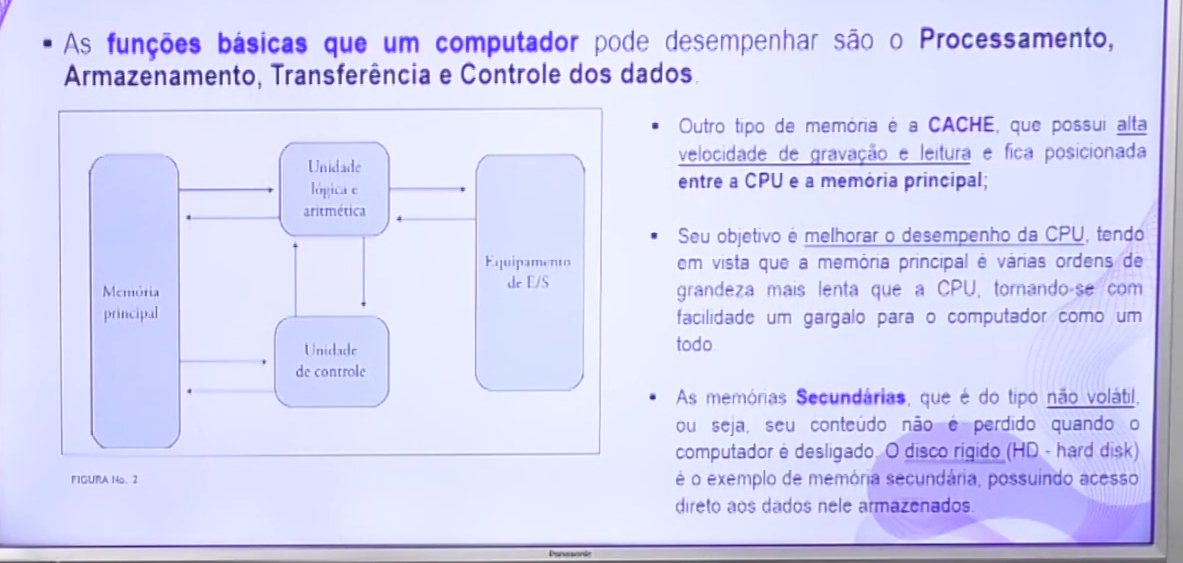 ▪ As funções básicas que um computador pode desempenhar são o Processamento,
Armazenamento, Transferência e Controle dos dados.
Memória
principal
Unidade
lógica e
aritmética
Unidade
de controle
Equipamento
de E/S
FIGURA No. 2
▪ Outro tipo de memória é a CACHE, que possui alta
velocidade de gravação e leitura e fica posicionada
entre a CPU e a memória principal;
▪ Seu objetivo é melhorar o desempenho da CPU, tendo
em vista que a memória principal é várias ordens de
grandeza mais lenta que a CPU, tornando-se com
facilidade um gargalo para o computador como um
todo.
▪ As memórias Secundárias, que é do tipo não volátil,
ou seja, seu conteúdo não é perdido quando o
computador é desligado. O disco rígido (HD - hard disk)
é o exemplo de memória secundária, possuindo acesso
direto aos dados nele armazenados.
Panasonic